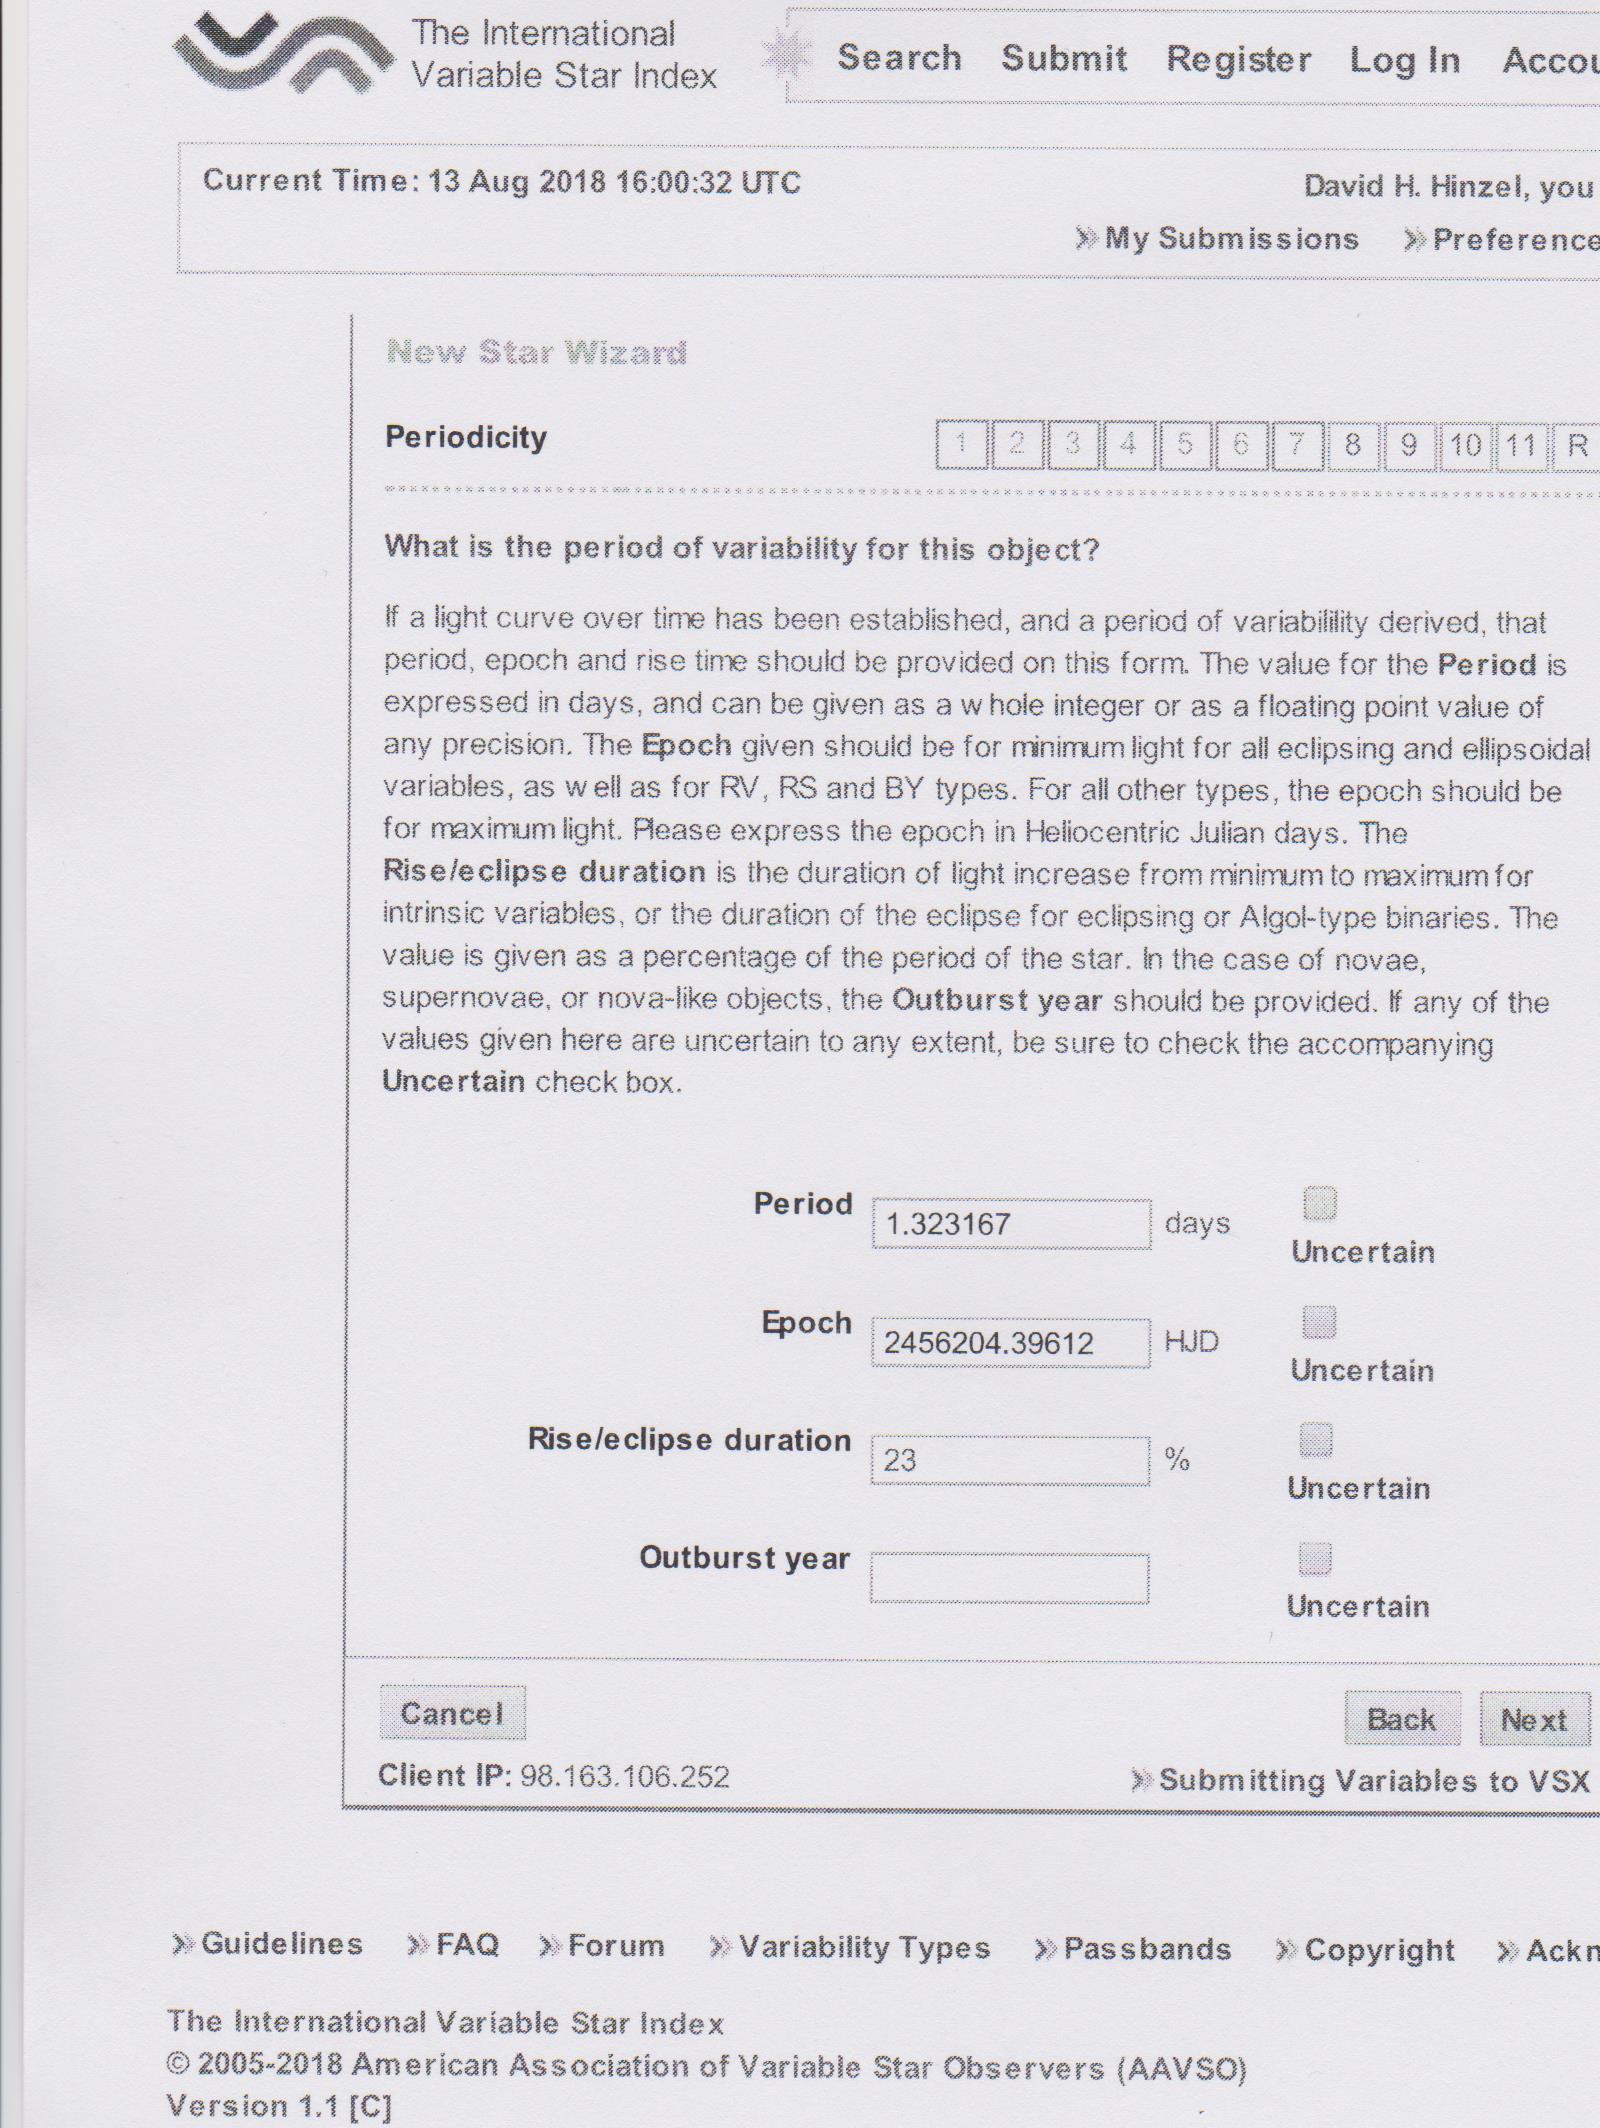 The International
Variable Star Index
Search Submit Register Log In
Current Time: 13 Aug 2018 16:00:32 UTC
David H. Hinzel, you
My Submissions Preference
New Star Wizard
Periodicity
1 2 3 4 5 6 7 8 9 10 11 R
What is the period of variability for this object?
If a light curve over time has been established, and a period of variabilility derived, that
period, epoch and rise time should be provided on this form. The value for the Period is
expressed in days, and can be given as a whole integer or as a floating point value of
any precision. The Epoch given should be for minimum light for all eclipsing and ellipsoidal
variables, as well as for RV, RS and BY types. For all other types, the epoch should be
for maximum light. Please express the epoch in Heliocentric Julian days. The
Rise/eclipse duration is the duration of light increase from minimum to maximum for
intrinsic variables, or the duration of the eclipse for eclipsing or Algol-type binaries. The
value is given as a percentage of the period of the star. In the case of novae,
supernovae, or nova-like objects, the Outburst year should be provided. If any of the
values given here are uncertain to any extent, be sure to check the accompanying
Uncertain check box.
Period 1.323167 days
Uncertain
Epoch 2456204.39612 HJD
Uncertain
Rise/eclipse duration 23 %
Uncertain
Outburst year
Uncertain
Cancel Back Next
Client IP: 98.163.106.252 Submitting Variables to VSX
Guidelines FAQ Forum Variability Types Passbands Copyright
The International Variable Star Index
© 2005-2018 American Association of Variable Star Observers (AAVSO)
Version 1.1 [C]